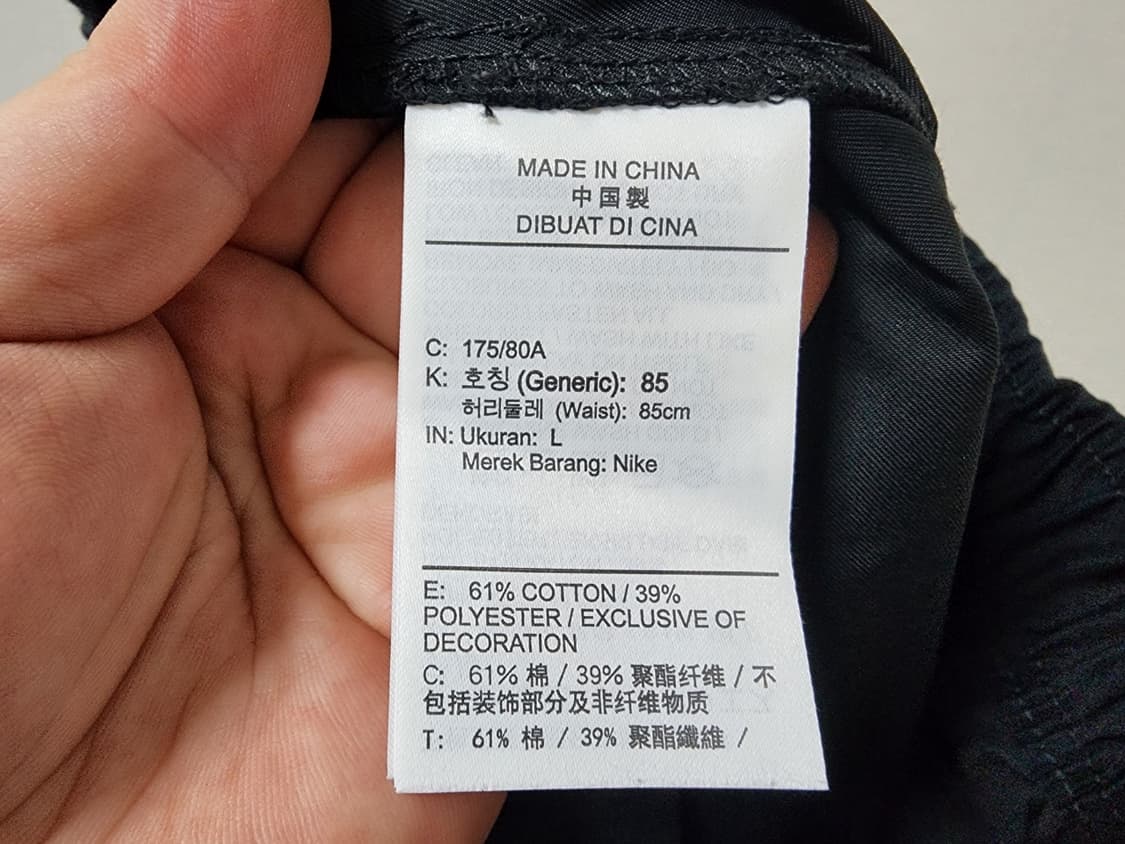 MADE IN CHINA
中国製
DIBUAT DI CINA
C: 175/80A
K: 호칭 (Generic): 85
허리둘레 (Waist): 85cm
IN: Ukuran: L
Merek Barang: Nike
E: 61% COTTON / 39%
POLYESTER / EXCLUSIVE OF
DECORATION
C: 61% 棉 / 39% 聚酯纤维 / 不
包括装饰部分及非纤维物质
T: 61% 棉 / 39% 聚酯纖維 /